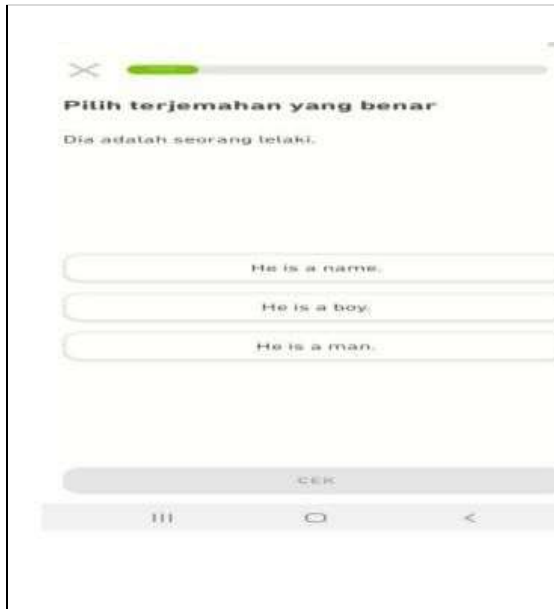 Pilih terjemahan yang benar
Dia adalah seorang lelaki.
He is a name.
He is a boy.
He is a man.
CEK